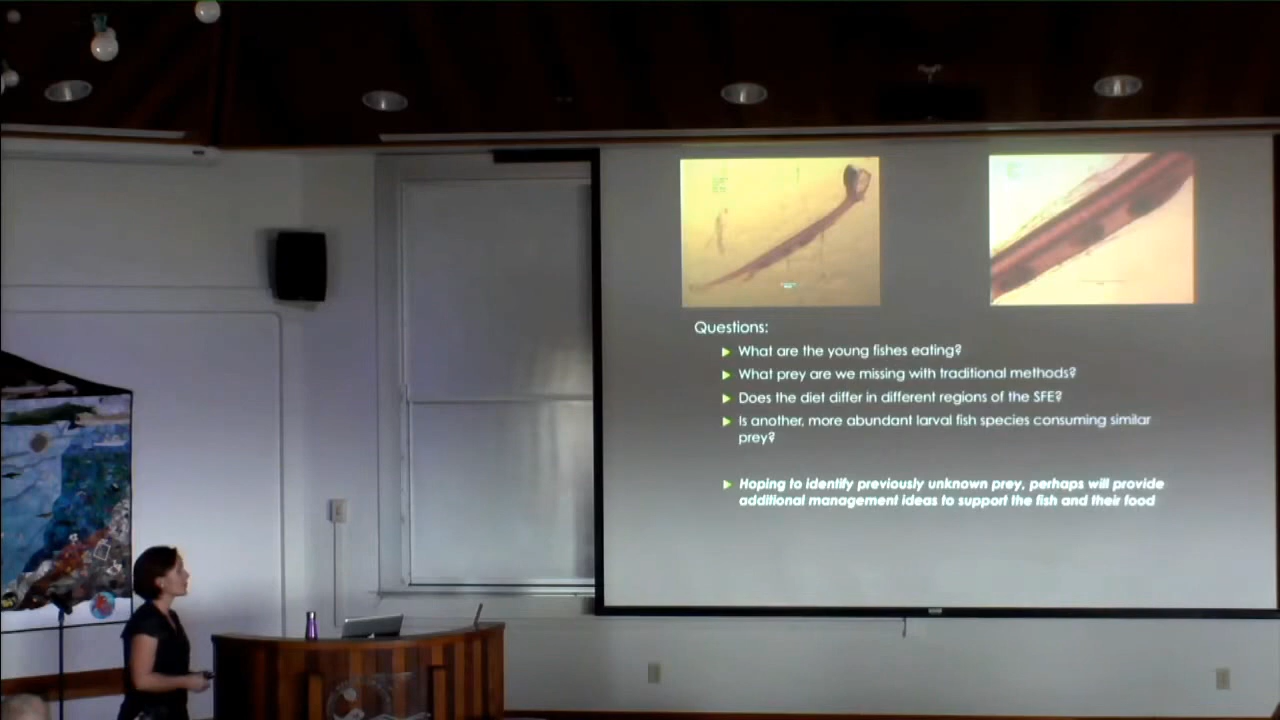 Questions:
What are the young fishes eating?
What prey are we missing with traditional methods?
Does the diet differ in different regions of the SFE?
Is another, more abundant larval fish species consuming similar
prey?
Hoping to identify previously unknown prey, perhaps will provide
additional management ideas to support the fish and their food